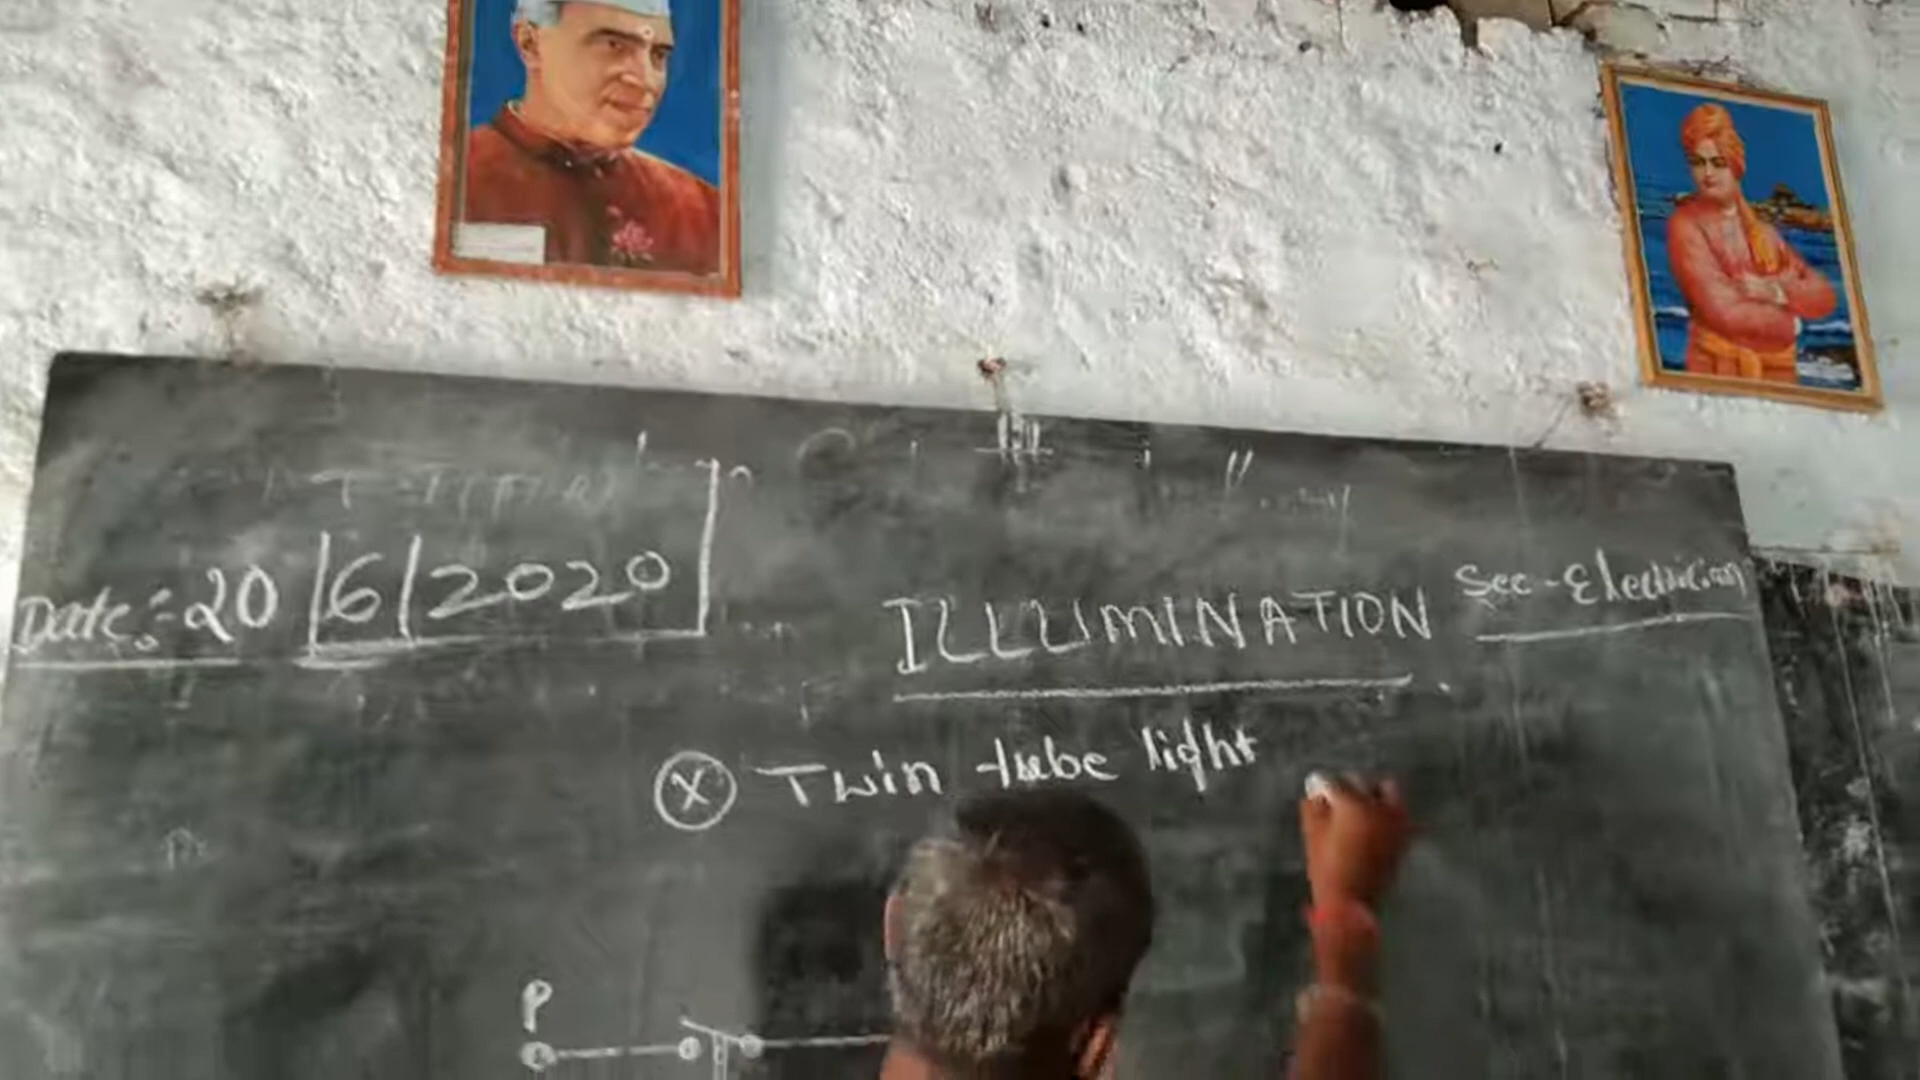 Date:- 20/6/2020
ILLUMINATION
Sec - Electrician
(X) Twin tube light
P